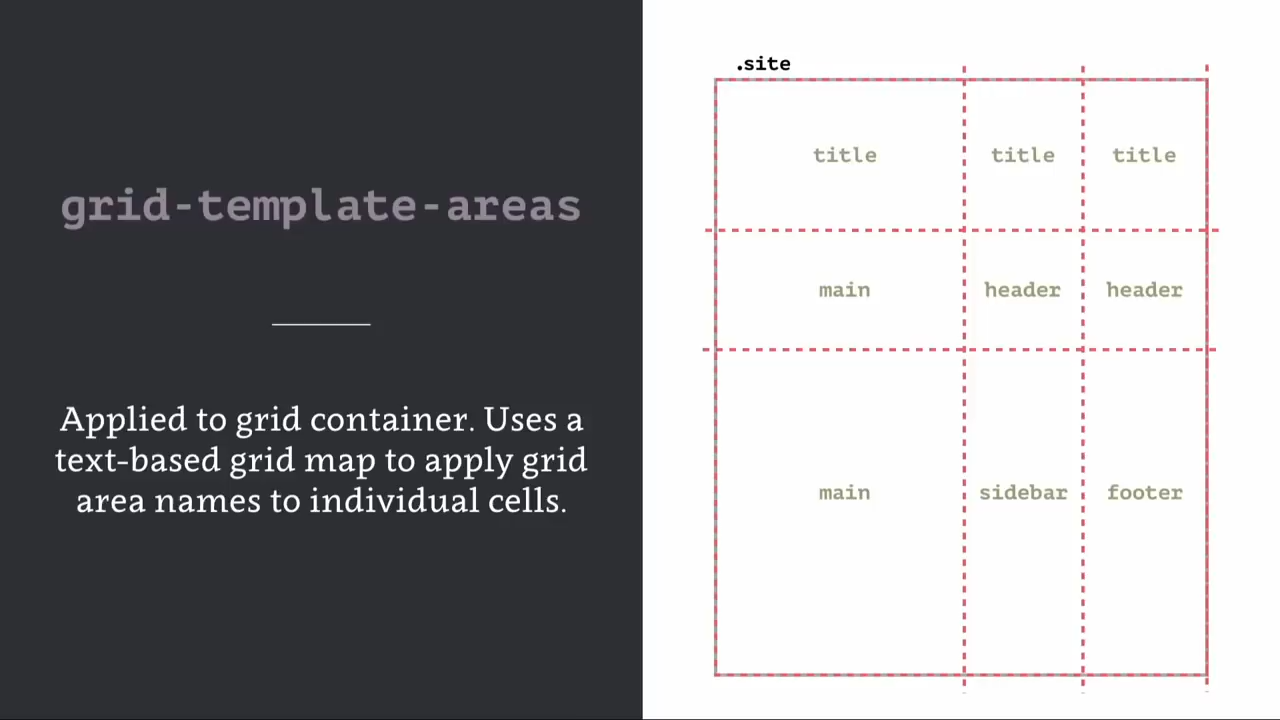 grid-template-areas
Applied to grid container. Uses a
text-based grid map to apply grid
area names to individual cells.
.site
title title title
main header header
main sidebar footer